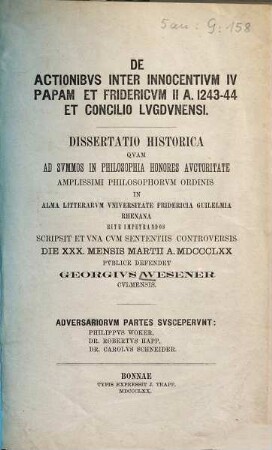 5an : G : 158
DE
ACTIONIBVS INTER INNOCENTIVM IV
PAPAM ET FRIDERICVM II A. 1243-44
ET CONCILIO LVGDVNENSI.
DISSERTATIO HISTORICA
QVAM
AD SVMMOS IN PHILOSOPHIA HONORES AVCTORITATE
AMPLISSIMI PHILOSOPHORVM ORDINIS
IN
ALMA LITTERARVM VNIVERSITATE FRIDERICIA GUILELMIA
RHENANA
RITE IMPETRANDOS
SCRIPSIT ET VNA CVM SENTENTIIS CONTROVERSIS
DIE XXX. MENSIS MARTII A. MDCCCLXX
PVBLICE DEFENDET
GEORGIVS WESENER
CVLMENSIS.
ADVERSARIORVM PARTES SVSCEPERVNT:
PHILIPPVS WOKER.
DR. ROBERTVS RAPP.
DR. CAROLVS SCHNEIDER.
BONNAE
TYPIS EXPRESSIT J. TRAPP.
MDCCCLXX.